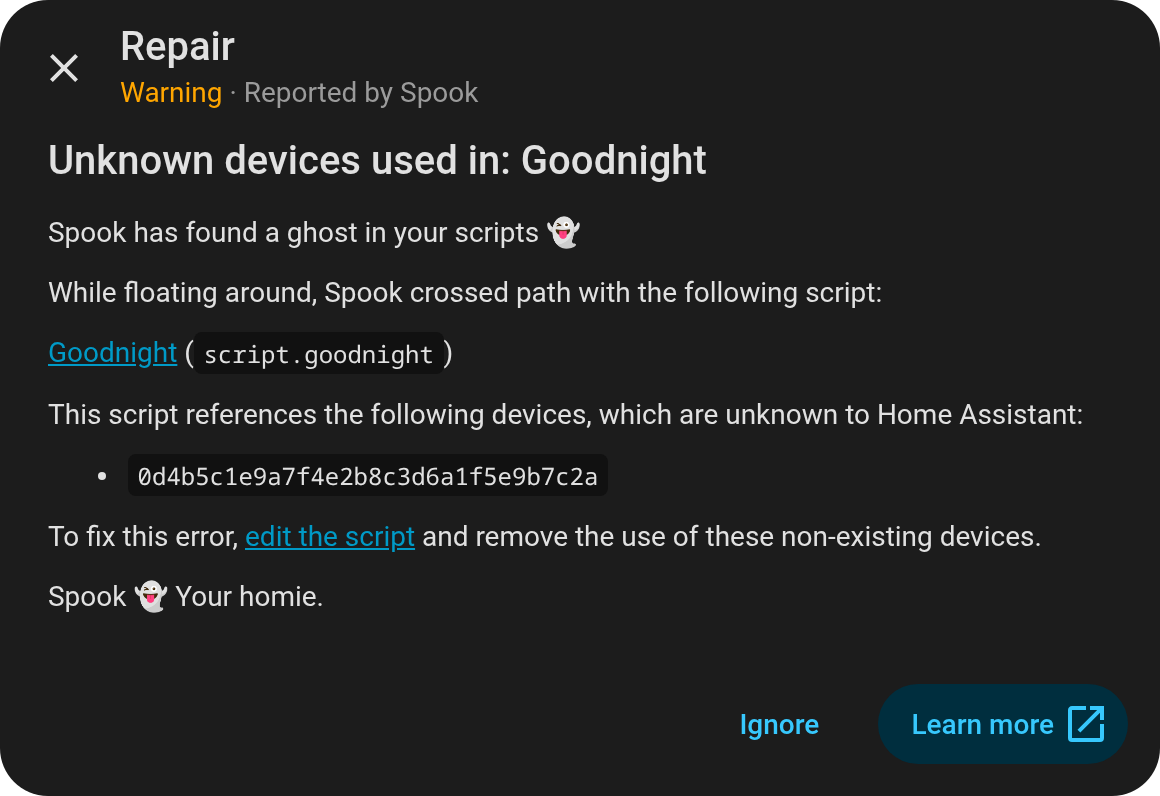 Repair
Warning · Reported by Spook
Unknown devices used in: Goodnight
Spook has found a ghost in your scripts 👻
While floating around, Spook crossed path with the following script:
Goodnight (script.goodnight)
This script references the following devices, which are unknown to Home Assistant:
• 0d4b5c1e9a7f4e2b8c3d6a1f5e9b7c2a
To fix this error, edit the script and remove the use of these non-existing devices.
Spook 👻 Your homie.
Ignore
Learn more